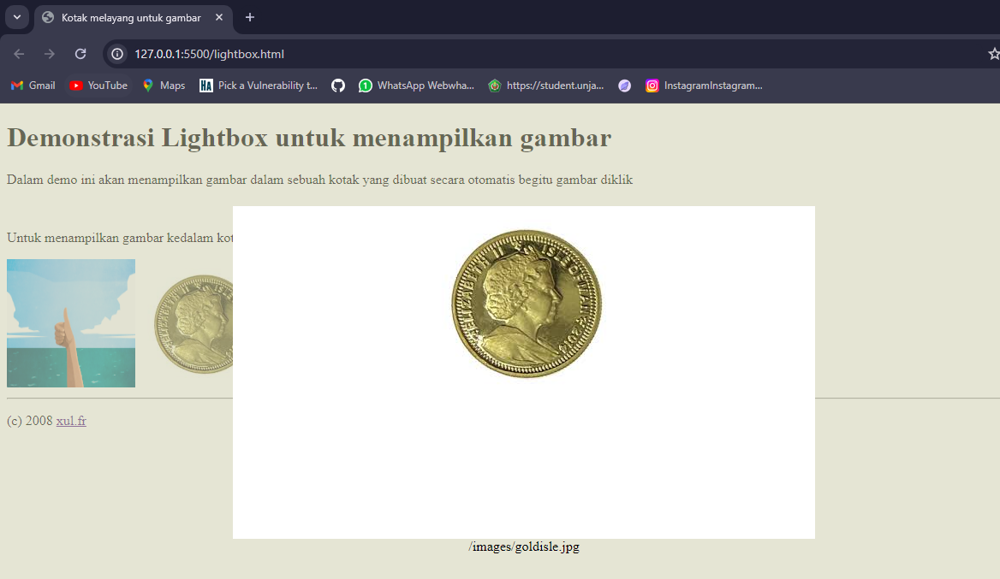 Kotak melayang untuk gambar
127.0.0.1:5500/lightbox.html
Gmail YouTube Maps HA Pick a Vulnerability t... 1 WhatsApp Webwha... https://student.unja... InstagramInstagram...
Demonstrasi Lightbox untuk menampilkan gambar
Dalam demo ini akan menampilkan gambar dalam sebuah kotak yang dibuat secara otomatis begitu gambar diklik
Untuk menampilkan gambar kedalam kot
ELIZABETH II
ISLE OF MAN
ELIZABETH II
(c) 2008 xul.fr
/images/goldisle.jpg